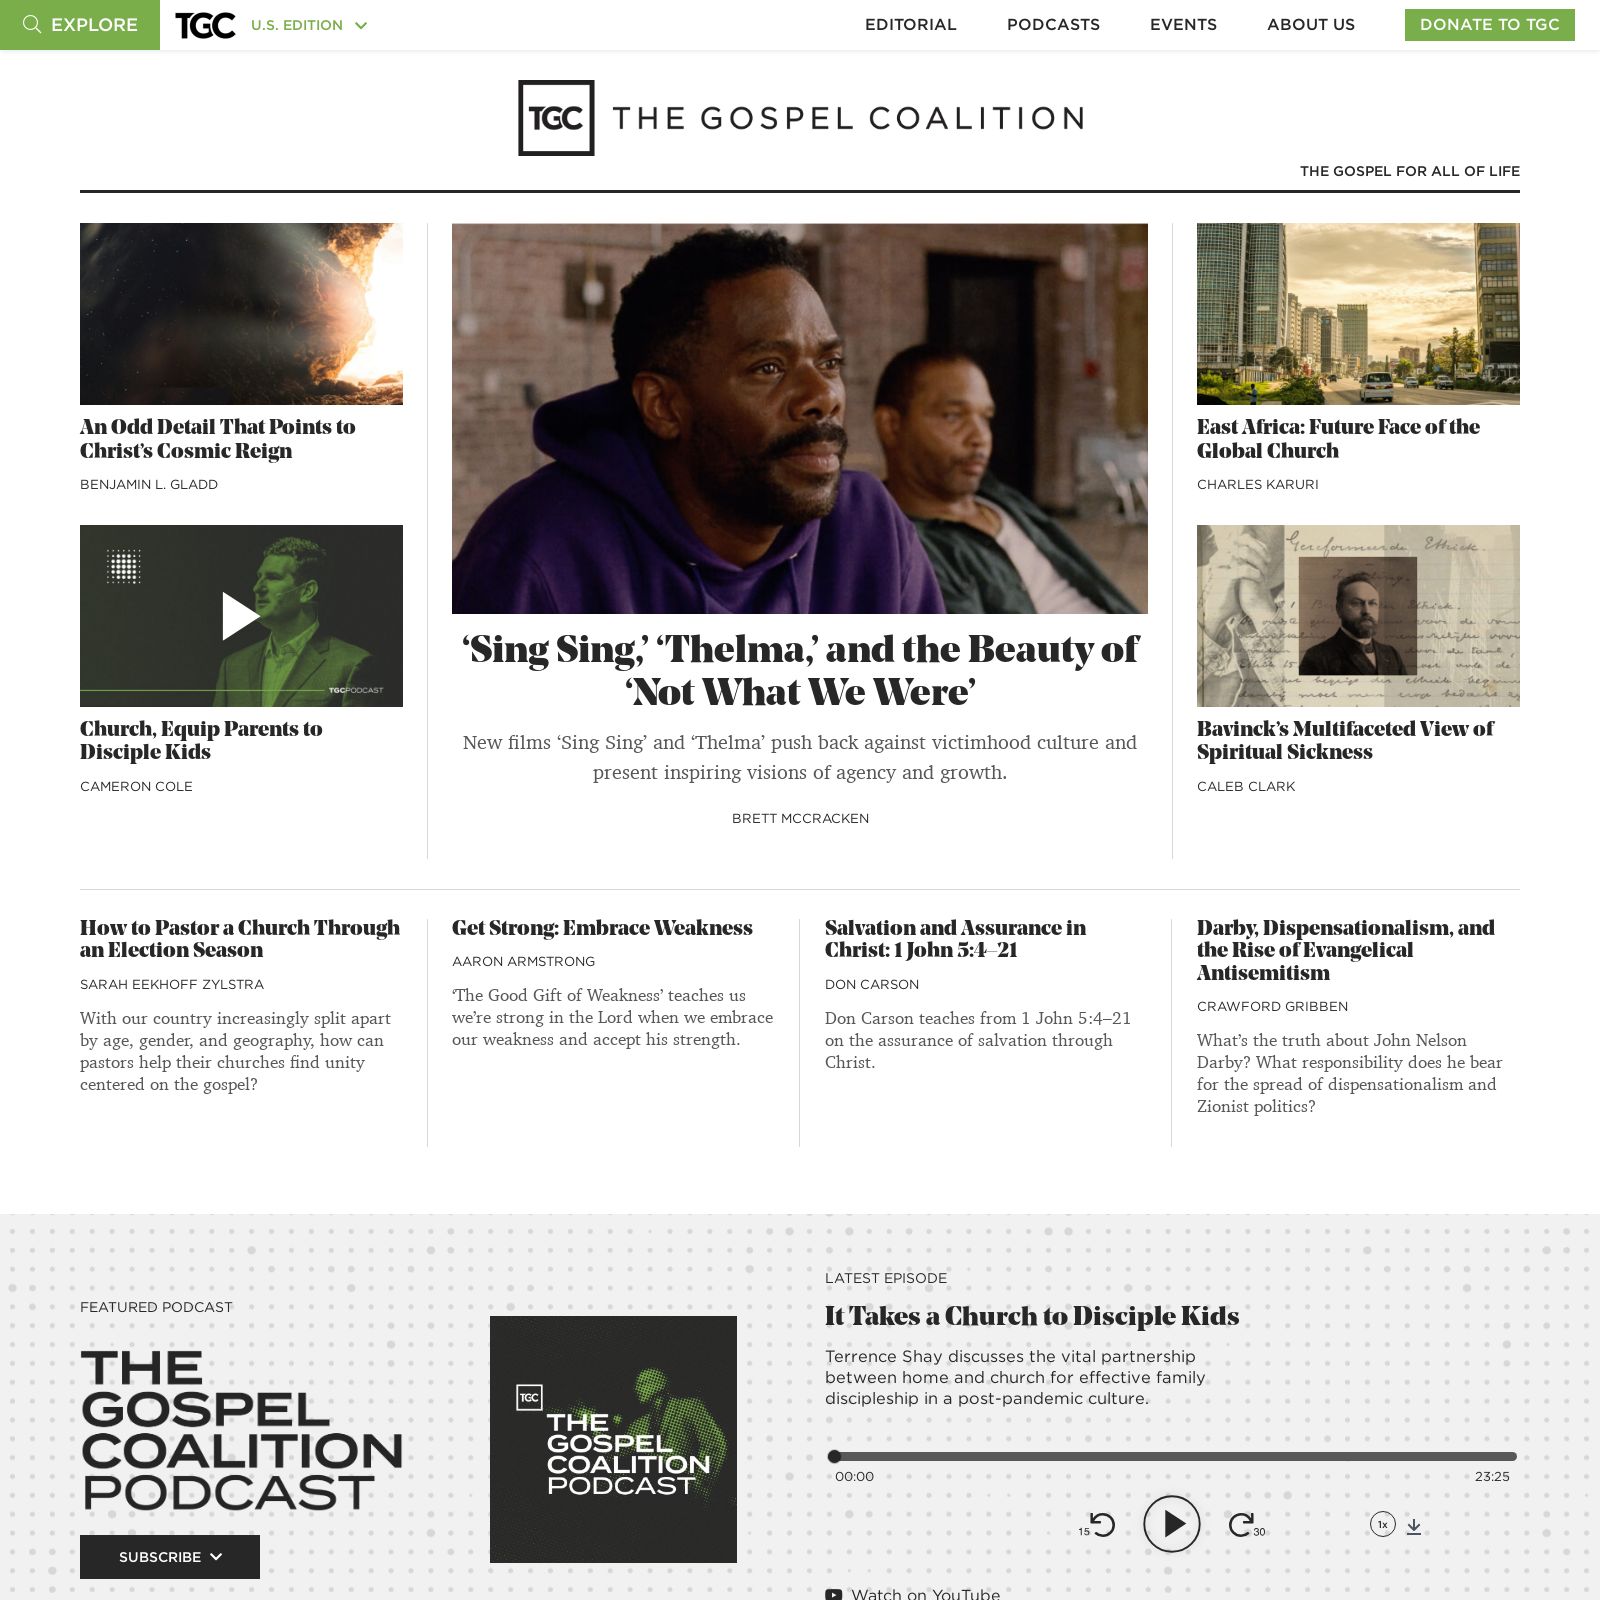 EXPLORE
TGC
U.S. EDITION
EDITORIAL
PODCASTS
EVENTS
ABOUT US
DONATE TO TGC
TGC THE GOSPEL COALITION
THE GOSPEL FOR ALL OF LIFE
An Odd Detail That Points to
Christ’s Cosmic Reign
BENJAMIN L. GLADD
TGCPODCAST
Church, Equip Parents to
Disciple Kids
CAMERON COLE
‘Sing Sing,’ ‘Thelma,’ and the Beauty of
‘Not What We Were’
New films ‘Sing Sing’ and ‘Thelma’ push back against victimhood culture and
present inspiring visions of agency and growth.
BRETT MCCRACKEN
East Africa: Future Face of the
Global Church
CHARLES KARURI
Gereformeerde Ethiek.
Bavinck’s Multifaceted View of
Spiritual Sickness
CALEB CLARK
How to Pastor a Church Through
an Election Season
SARAH EEKHOFF ZYLSTRA
With our country increasingly split apart
by age, gender, and geography, how can
pastors help their churches find unity
centered on the gospel?
Get Strong: Embrace Weakness
AARON ARMSTRONG
‘The Good Gift of Weakness’ teaches us
we’re strong in the Lord when we embrace
our weakness and accept his strength.
Salvation and Assurance in
Christ: 1 John 5:4–21
DON CARSON
Don Carson teaches from 1 John 5:4–21
on the assurance of salvation through
Christ.
Darby, Dispensationalism, and
the Rise of Evangelical
Antisemitism
CRAWFORD GRIBBEN
What’s the truth about John Nelson
Darby? What responsibility does he bear
for the spread of dispensationalism and
Zionist politics?
FEATURED PODCAST
THE
GOSPEL
COALITION
PODCAST
SUBSCRIBE
TGC
THE
GOSPEL
COALITION
PODCAST
LATEST EPISODE
It Takes a Church to Disciple Kids
Terrence Shay discusses the vital partnership
between home and church for effective family
discipleship in a post-pandemic culture.
00:00
23:25
15
30
1x
Watch on YouTube